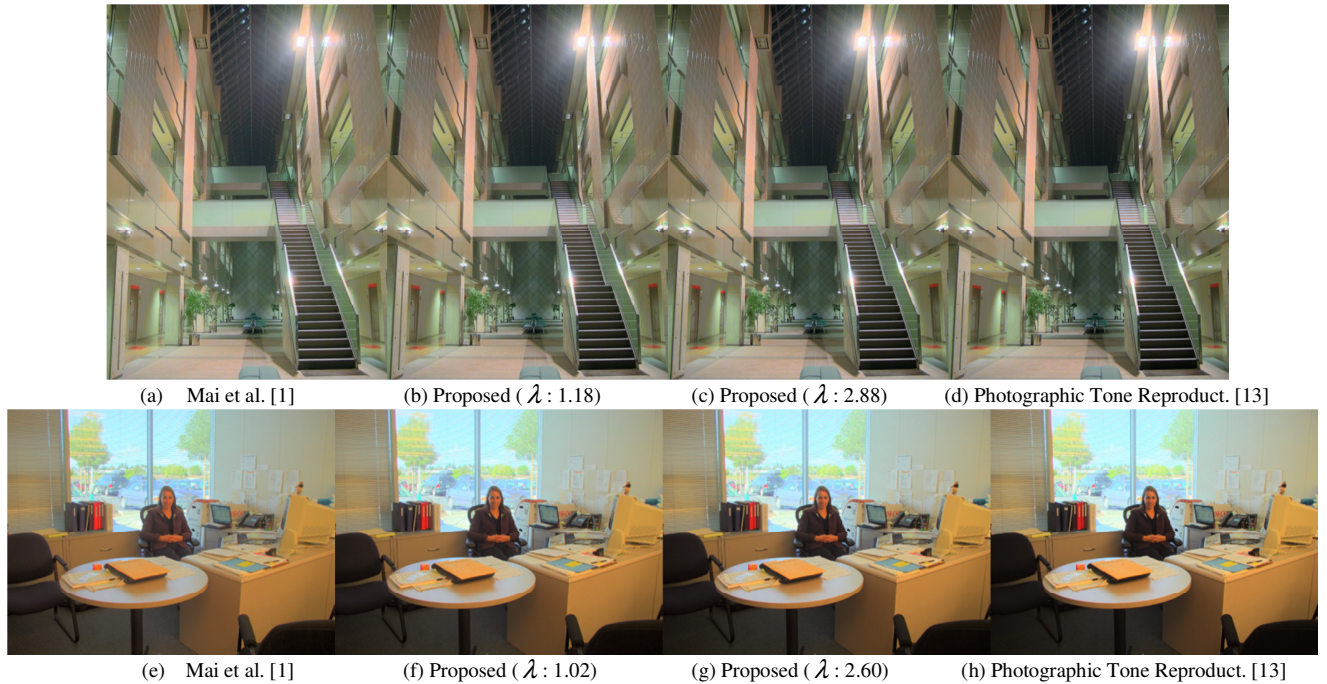 (a) Mai et al. [1] (b) Proposed ( λ : 1.18) (c) Proposed ( λ : 2.88) (d) Photographic Tone Reproduct. [13]
(e) Mai et al. [1] (f) Proposed ( λ : 1.02) (g) Proposed ( λ : 2.60) (h) Photographic Tone Reproduct. [13]